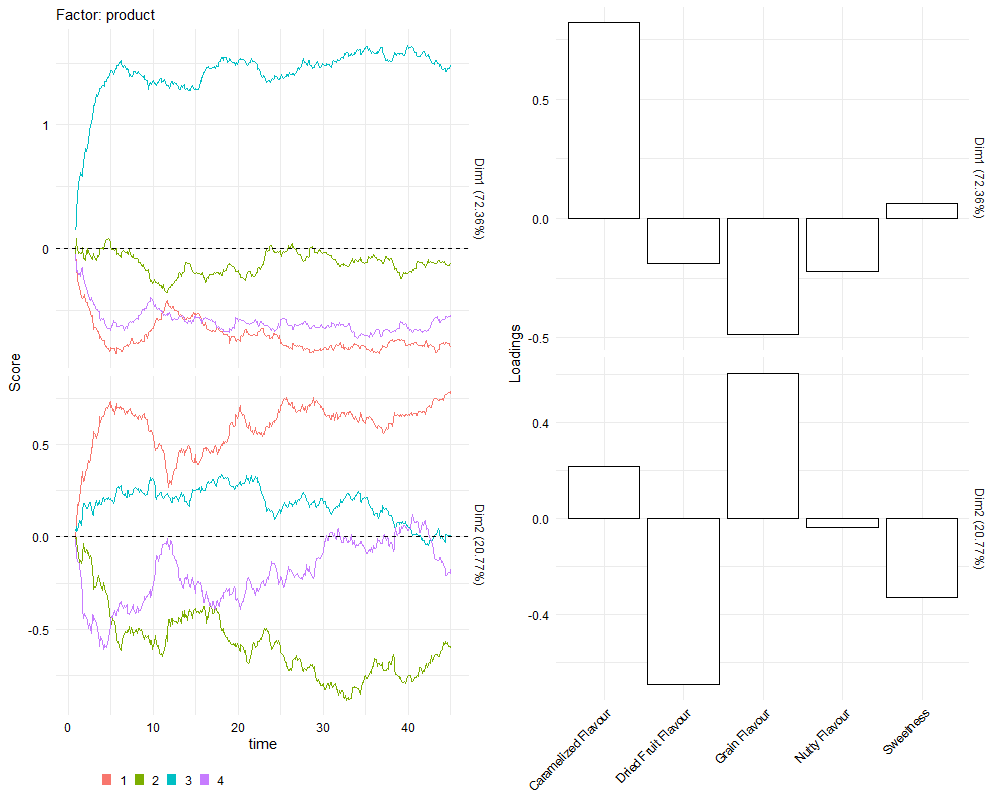 Factor: product
1
0
Dim1 (72.36%)
0.5
0.0
-0.5
Dim2 (20.77%)
Score
0 10 20 30 40
time
1 2 3 4
0.5
0.0
-0.5
Dim1 (72.36%)
0.4
0.0
-0.4
Dim2 (20.77%)
Loadings
Caramelized Flavour
Dried Fruit Flavour
Grain Flavour
Nutty Flavour
Sweetness